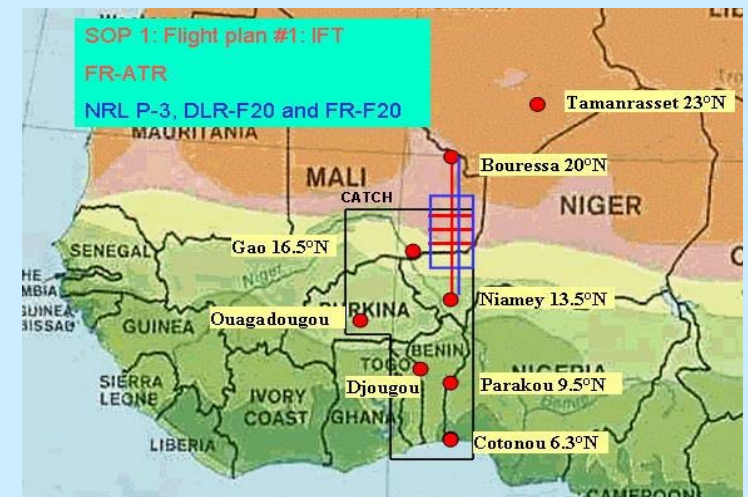 SOP 1: Flight plan #1: IFT
FR-ATR
NRL P-3, DLR-F20 and FR-F20
MAURITANIA
Tamanrasset 23°N
Bouressa 20°N
MALI
CATCH
NIGER
SENEGAL
Gao 16.5°N
Niger
Niamey 13.5°N
BURKINA
Ouagadougou
GUINEA
BENIN
TOGO
NIGERIA
SIERRA
LEONE
Djougou
Parakou 9.5°N
IVORY
COAST
GHANA
LIBERIA
Cotonou 6.3°N
CAMEROON